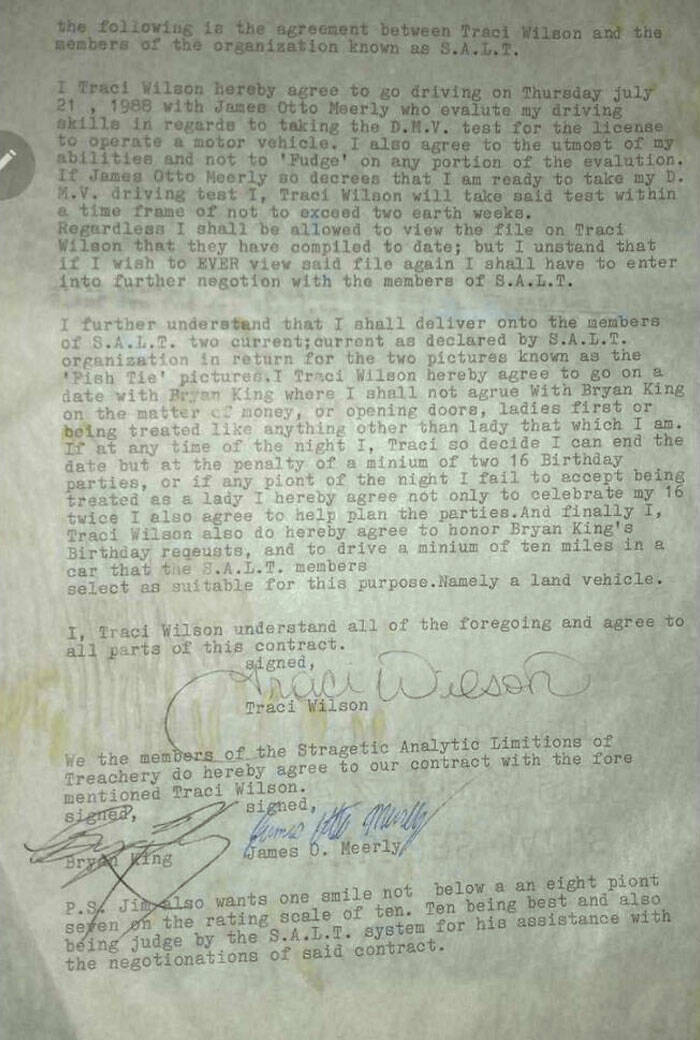 the following is the agreement between Traci Wilson and the
members of the organization known as S.A.L.T.
I Traci Wilson hereby agree to go driving on Thursday july
21 , 1988 with James Otto Meerly who evalute my driving
skills in regards to taking the D.M.V. test for the license
to operate a motor vehicle. I also agree to the utmost of my
abilities and not to 'Fudge' on any portion of the evalution.
If James Otto Meerly so decrees that I am ready to take my D.
M.V. driving test I, Traci Wilson will take said test within
a time frame of not to exceed two earth weeks.
Regardless I shall be allowed to view the file on Traci
Wilson that they have compiled to date; but I unstand that
if I wish to EVER view said file again I shall have to enter
into further negotion with the members of S.A.L.T.
I further understand that I shall deliver onto the members
of S.A.L.T. two current;current as declared by S.A.L.T.
organization in return for the two pictures known as the
'Fish Tie' pictures.I Traci Wilson hereby agree to go on a
date with Bryan King where I shall not agrue With Bryan King
on the matter of money, or opening doors, ladies first or
being treated like anything other than lady that which I am.
If at any time of the night I, Traci so decide I can end the
date but at the penalty of a minium of two 16 Birthday
parties, or if any piont of the night I fail to accept being
treated as a lady I hereby agree not only to celebrate my 16
twice I also agree to help plan the parties.And finally I,
Traci Wilson also do hereby agree to honor Bryan King's
Birthday reqeusts, and to drive a minium of ten miles in a
car that the S.A.L.T. members
select as suitable for this purpose.Namely a land vehicle.
I, Traci Wilson understand all of the foregoing and agree to
all parts of this contract.
signed,
Traci Wilson
Traci Wilson
We the members of the Stragetic Analytic Limitions of
Treachery do hereby agree to our contract with the fore
mentioned Traci Wilson.
signed, signed,
James Otto Meerly
Bryan King James O. Meerly
P.S. Jim also wants one smile not below a an eight piont
seven on the rating scale of ten. Ten being best and also
being judge by the S.A.L.T. system for his assistance with
the negotionations of said contract.